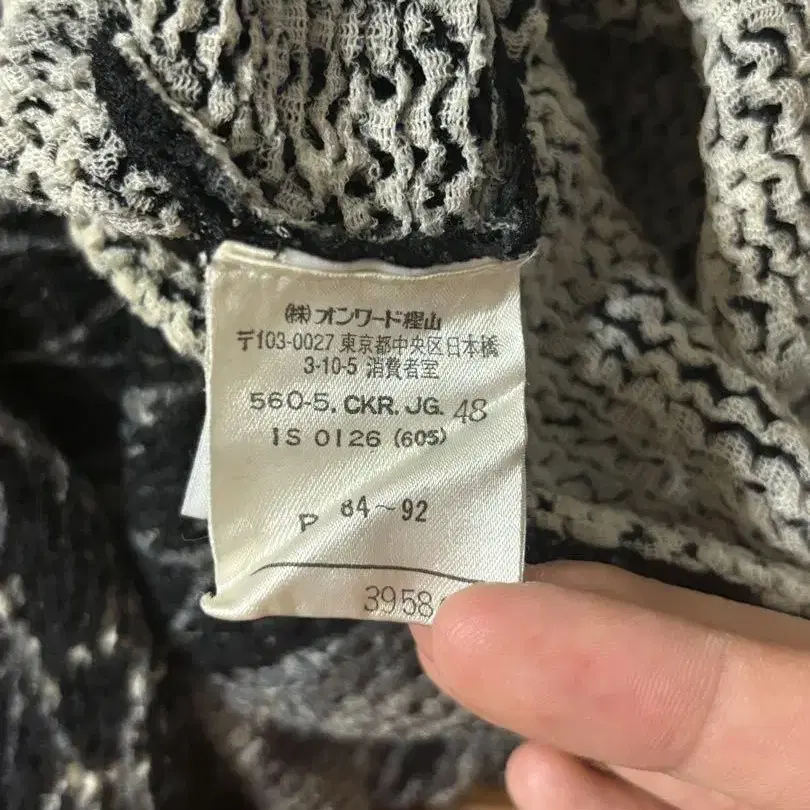 (株)オンワード樫山
〒103-0027 東京都中央区日本橋
3-10-5 消費者室
560-5. CKR. JG. 48
IS 0126 (605)
P 84~92
3958